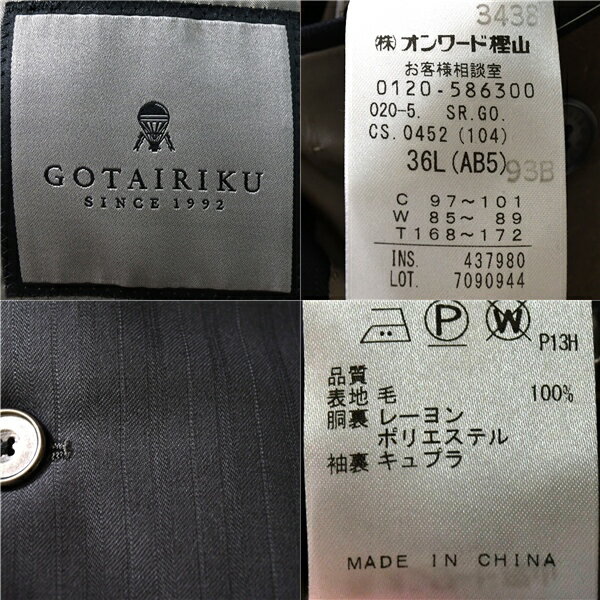 GOTAIRIKU
SINCE 1992
3438
㈱オンワード樫山
お客様相談室
0120-586300
020-5. SR.GO.
CS.0452(104)
36L(AB5)
93B
C 97〜101
W 85〜 89
T 168〜172
INS. 437980
LOT. 7090944
P W P13H
品質
表地 毛 100%
胴裏 レーヨン
ポリエステル
袖裏 キュプラ
MADE IN CHINA